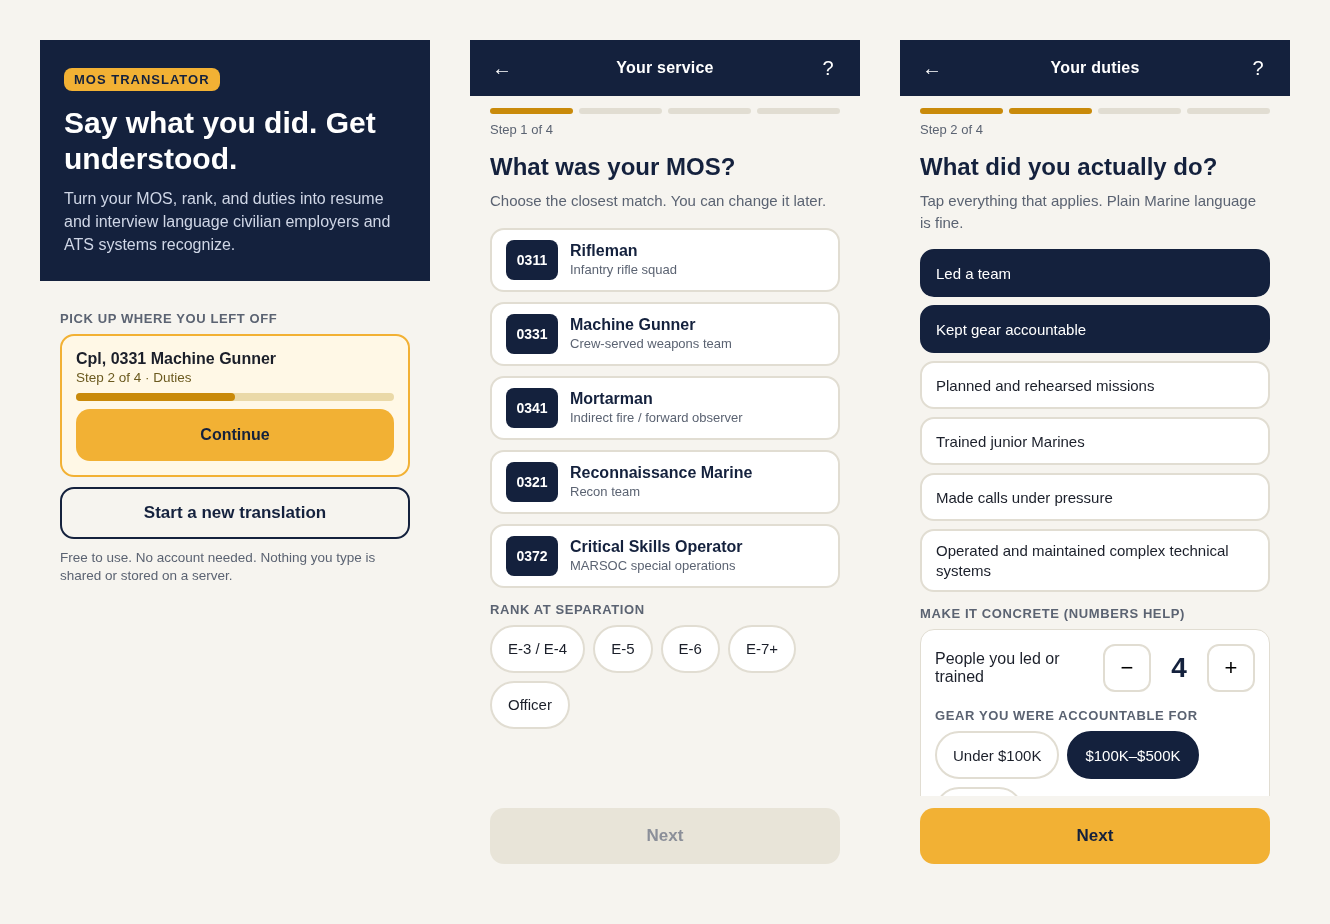 MOS TRANSLATOR
Say what you did. Get
understood.
Turn your MOS, rank, and duties into resume
and interview language civilian employers and
ATS systems recognize.
PICK UP WHERE YOU LEFT OFF
Cpl, 0331 Machine Gunner
Step 2 of 4 · Duties
Continue
Start a new translation
Free to use. No account needed. Nothing you type is
shared or stored on a server.
← Your service ?
Step 1 of 4
What was your MOS?
Choose the closest match. You can change it later.
0311 Rifleman
Infantry rifle squad
0331 Machine Gunner
Crew-served weapons team
0341 Mortarman
Indirect fire / forward observer
0321 Reconnaissance Marine
Recon team
0372 Critical Skills Operator
MARSOC special operations
RANK AT SEPARATION
E-3 / E-4 E-5 E-6 E-7+
Officer
Next
← Your duties ?
Step 2 of 4
What did you actually do?
Tap everything that applies. Plain Marine language
is fine.
Led a team
Kept gear accountable
Planned and rehearsed missions
Trained junior Marines
Made calls under pressure
Operated and maintained complex technical
systems
MAKE IT CONCRETE (NUMBERS HELP)
People you led or
trained
− 4 +
GEAR YOU WERE ACCOUNTABLE FOR
Under $100K $100K–$500K
Next